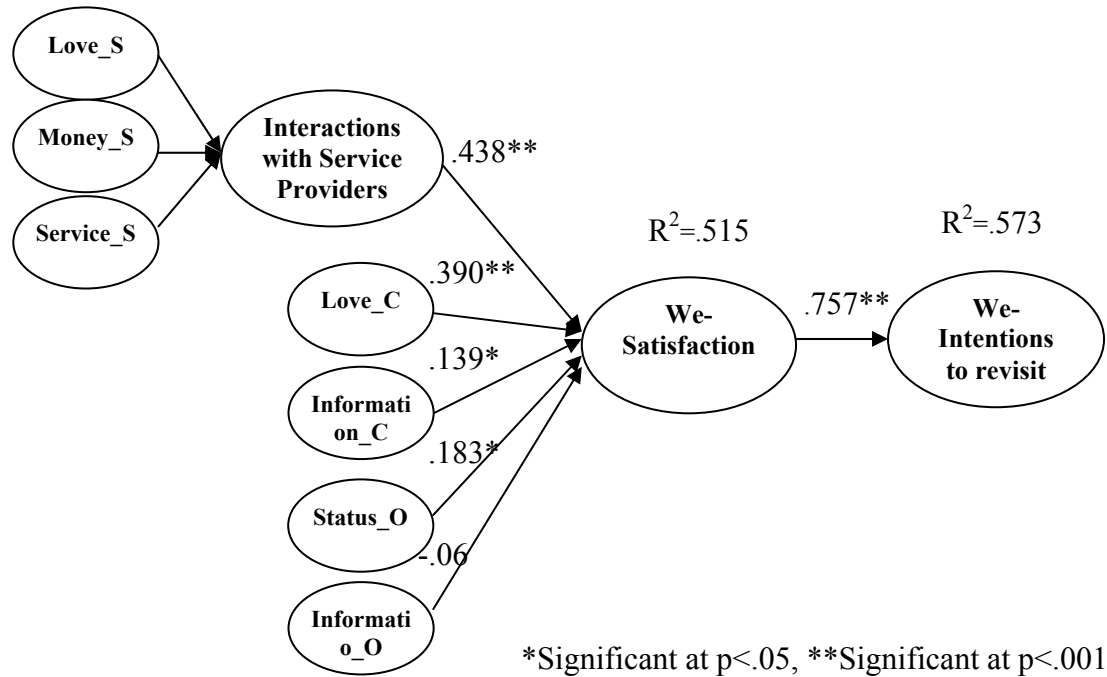 Love_S
Money_S
Service_S
Interactions
with Service
Providers
.438**
.390**
Love_C
.139*
Informati
on_C
.183*
Status_O
-.06
Informati
o_O
R²=.515
We-
Satisfaction
.757**
R²=.573
We-
Intentions
to revisit
*Significant at p<.05, **Significant at p<.001